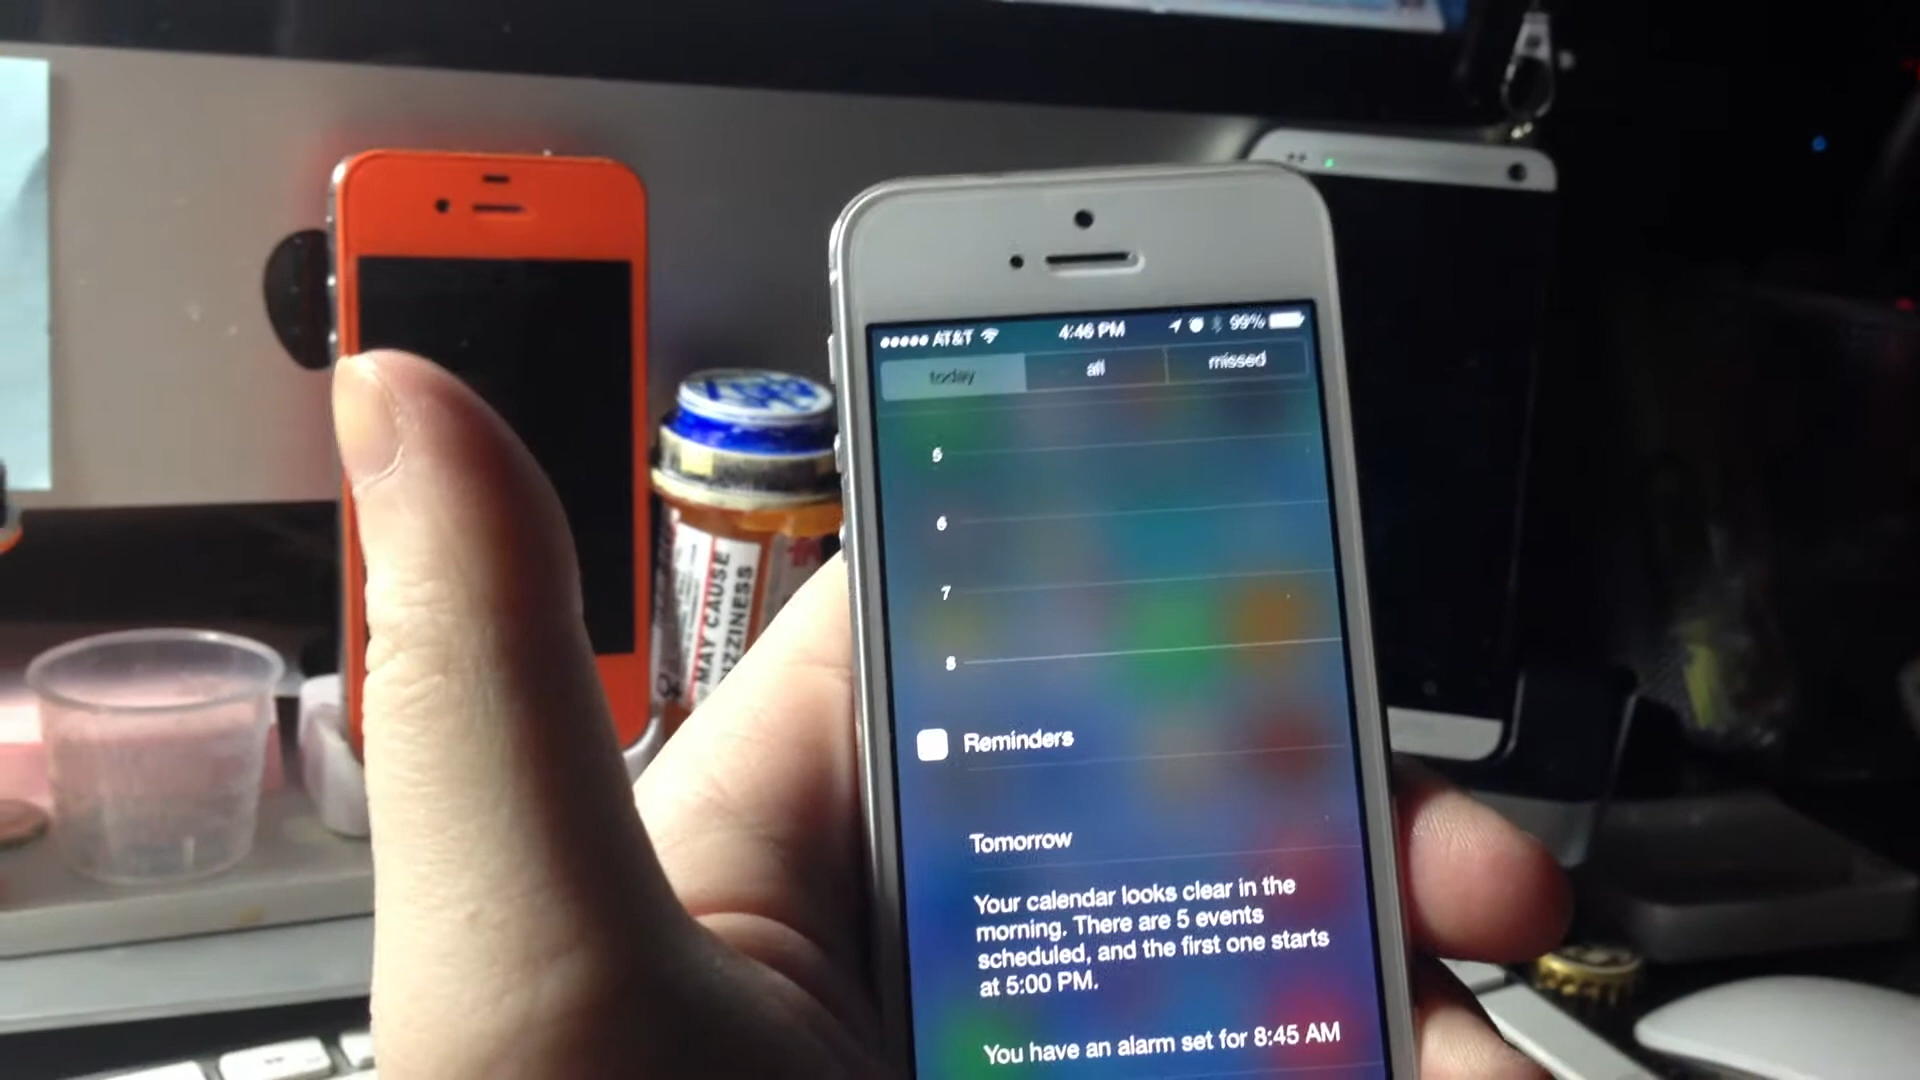 AT&T 4:46 PM 99%
today all missed
5
6
7
8
Reminders
Tomorrow
Your calendar looks clear in the
morning. There are 5 events
scheduled, and the first one starts
at 5:00 PM.
You have an alarm set for 8:45 AM
MAY CAUSE
IZZINESS